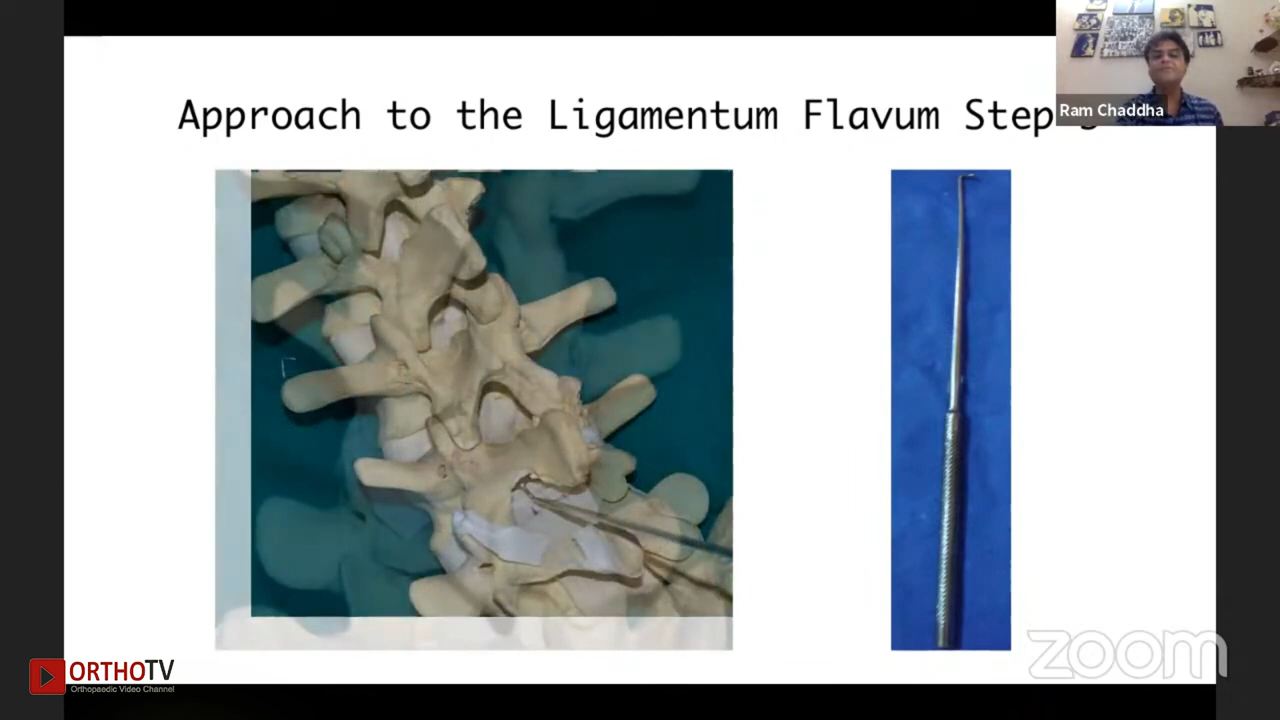 Approach to the Ligamentum Flavum Step
Ram Chaddha
ORTHOTV
Orthopaedic Video Channel
zoom